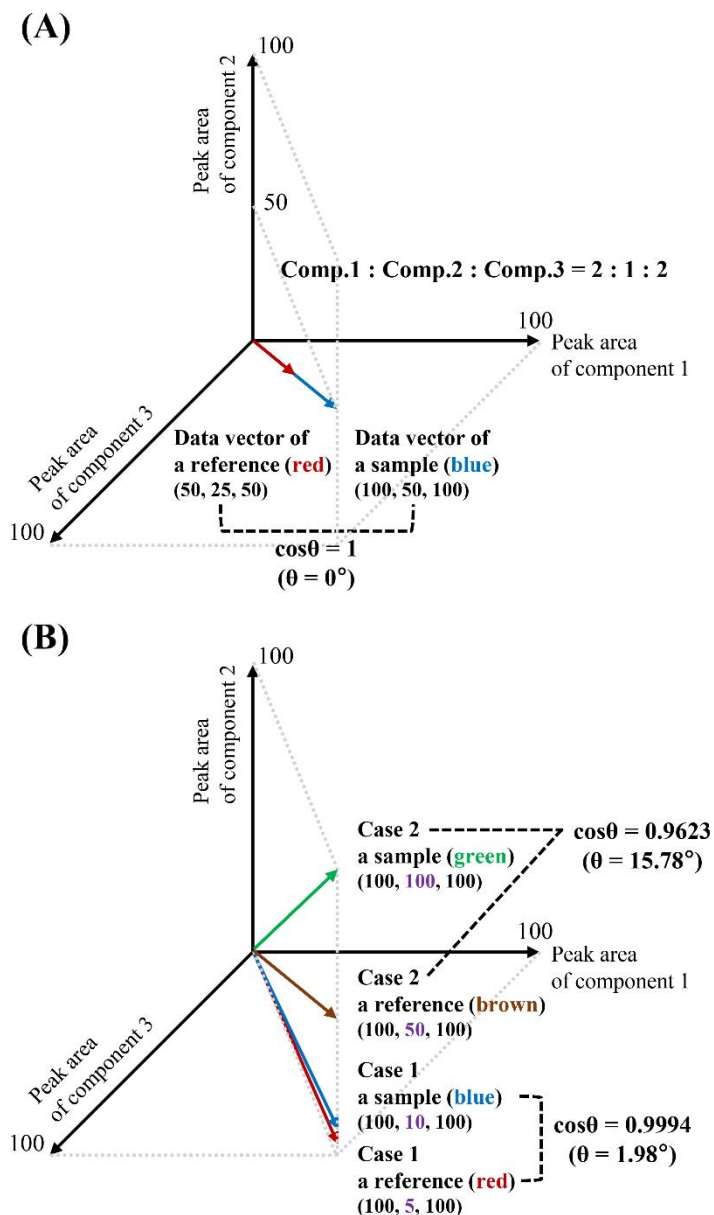 (A)
100
Peak area
of component 2
50
Comp.1 : Comp.2 : Comp.3 = 2 : 1 : 2
100
Peak area
of component 1
Peak area
of component 3
100
Data vector of
a reference (red)
(50, 25, 50)
Data vector of
a sample (blue)
(100, 50, 100)
cosθ = 1
(θ = 0°)
(B)
100
Peak area
of component 2
Case 2
a sample (green)
(100, 100, 100)
cosθ = 0.9623
(θ = 15.78°)
100
Peak area
of component 1
Case 2
a reference (brown)
(100, 50, 100)
Peak area
of component 3
100
Case 1
a sample (blue)
(100, 10, 100)
cosθ = 0.9994
(θ = 1.98°)
Case 1
a reference (red)
(100, 5, 100)